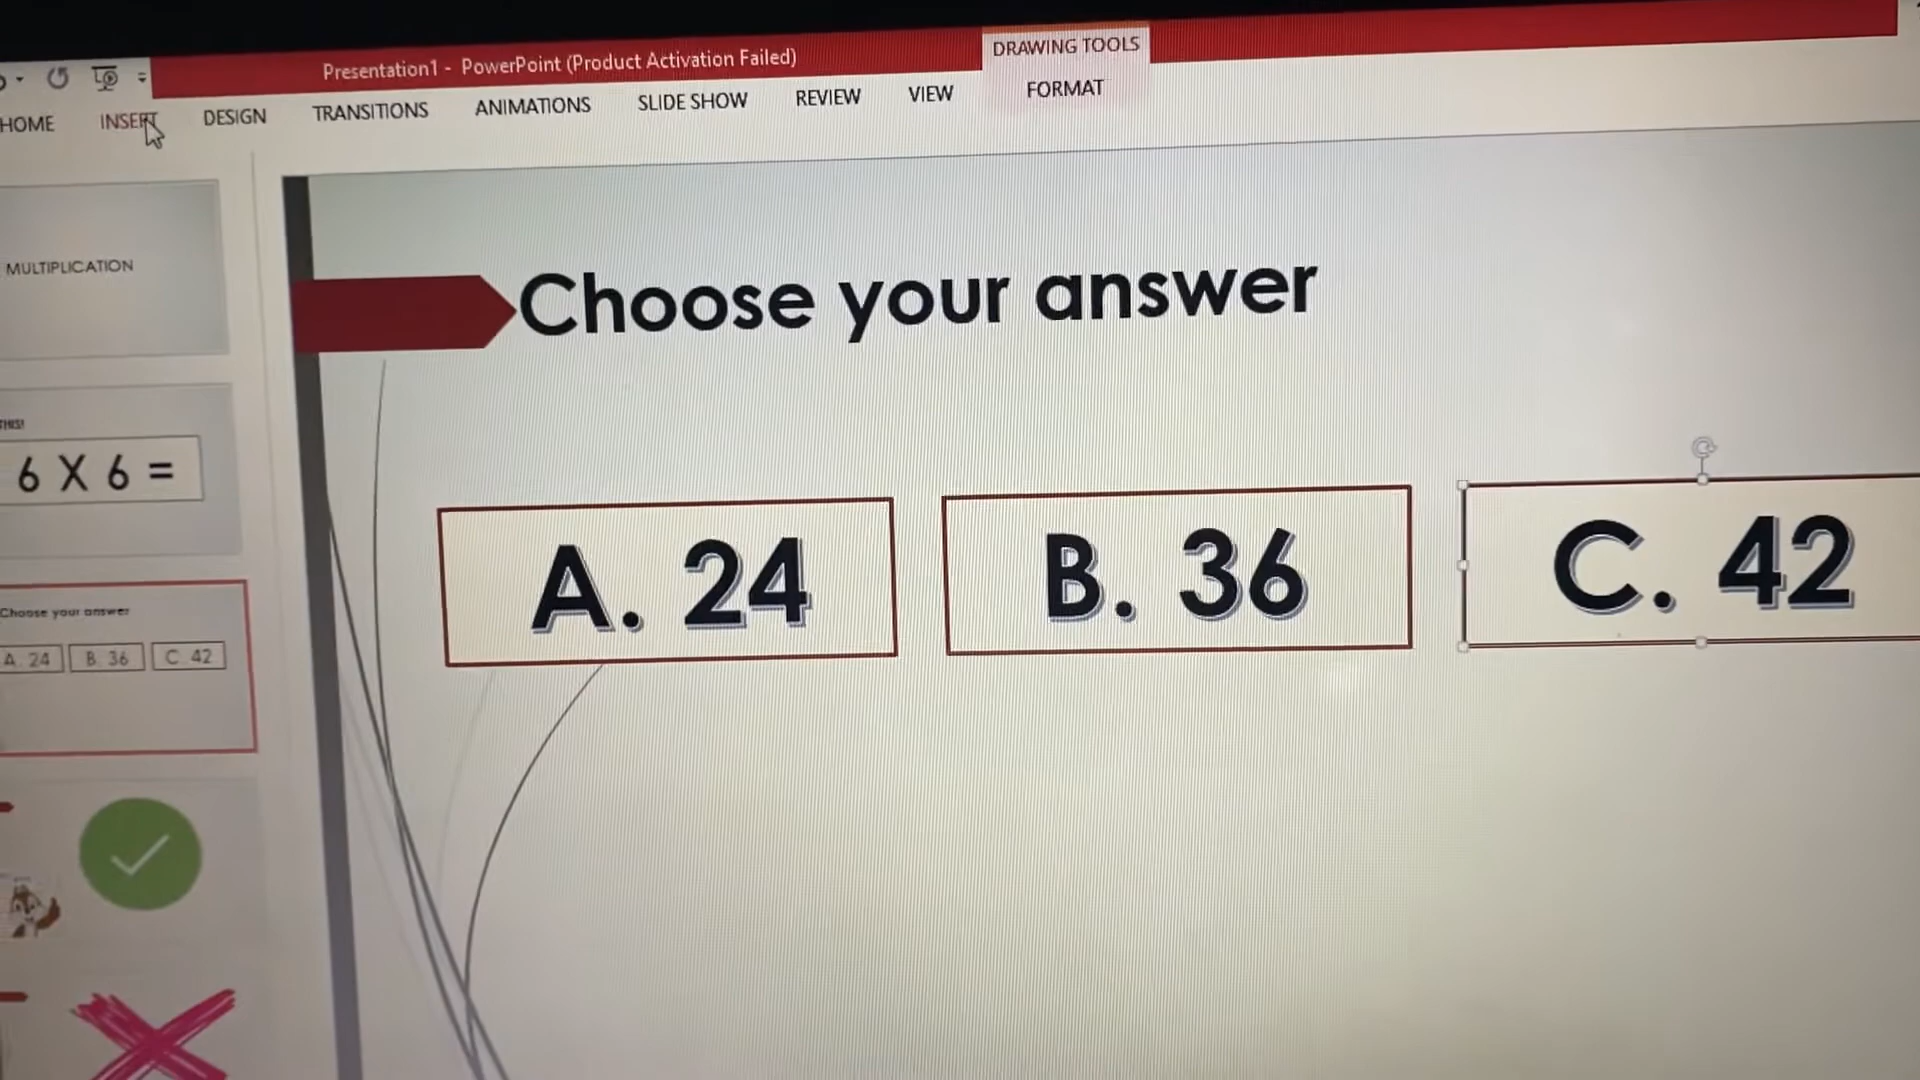 Presentation1 - PowerPoint (Product Activation Failed)
DRAWING TOOLS
HOME INSERT DESIGN TRANSITIONS ANIMATIONS SLIDE SHOW REVIEW VIEW FORMAT
MULTIPLICATION
THIS!
6 X 6 =
Choose your answer
A. 24 B. 36 C. 42
Choose your answer
A. 24
B. 36
C. 42